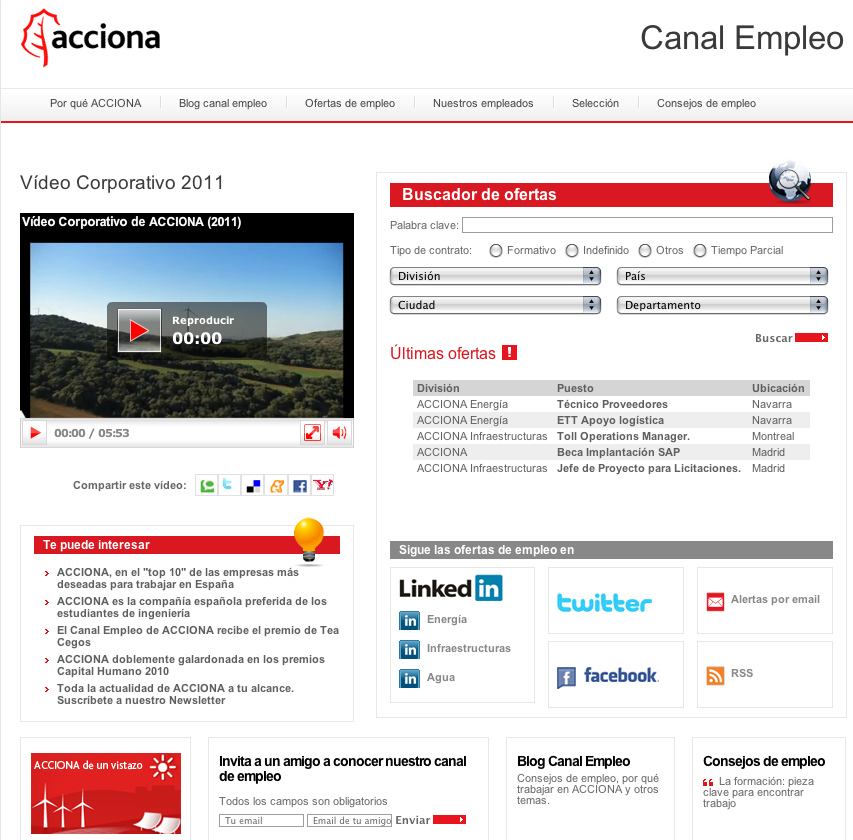 acciona
Canal Empleo
Por qué ACCIONA
Blog canal empleo
Ofertas de empleo
Nuestros empleados
Selección
Consejos de empleo
Vídeo Corporativo 2011
Vídeo Corporativo de ACCIONA (2011)
Reproducir
00:00
00:00 / 05:53
Compartir este vídeo:
Te puede interesar
ACCIONA, en el "top 10" de las empresas más
deseadas para trabajar en España
ACCIONA es la compañía española preferida de los
estudiantes de ingeniería
El Canal Empleo de ACCIONA recibe el premio de Tea
Cegos
ACCIONA doblemente galardonada en los premios
Capital Humano 2010
Toda la actualidad de ACCIONA a tu alcance.
Suscríbete a nuestro Newsletter
Buscador de ofertas
Palabra clave:
Tipo de contrato: Formativo Indefinido Otros Tiempo Parcial
División País
Ciudad Departamento
Buscar
Últimas ofertas !
División Puesto Ubicación
ACCIONA Energía Técnico Proveedores Navarra
ACCIONA Energía ETT Apoyo logística Navarra
ACCIONA Infraestructuras Toll Operations Manager. Montreal
ACCIONA Beca Implantación SAP Madrid
ACCIONA Infraestructuras Jefe de Proyecto para Licitaciones. Madrid
Sigue las ofertas de empleo en
Linked in
in Energía
in Infraestructuras
in Agua
twitter
f facebook
Alertas por email
RSS
ACCIONA de un vistazo
Invita a un amigo a conocer nuestro canal
de empleo
Todos los campos son obligatorios
Tu email Email de tu amigo Enviar
Blog Canal Empleo
Consejos de empleo, por qué
trabajar en ACCIONA y otros
temas.
Consejos de empleo
La formación: pieza
clave para encontrar
trabajo